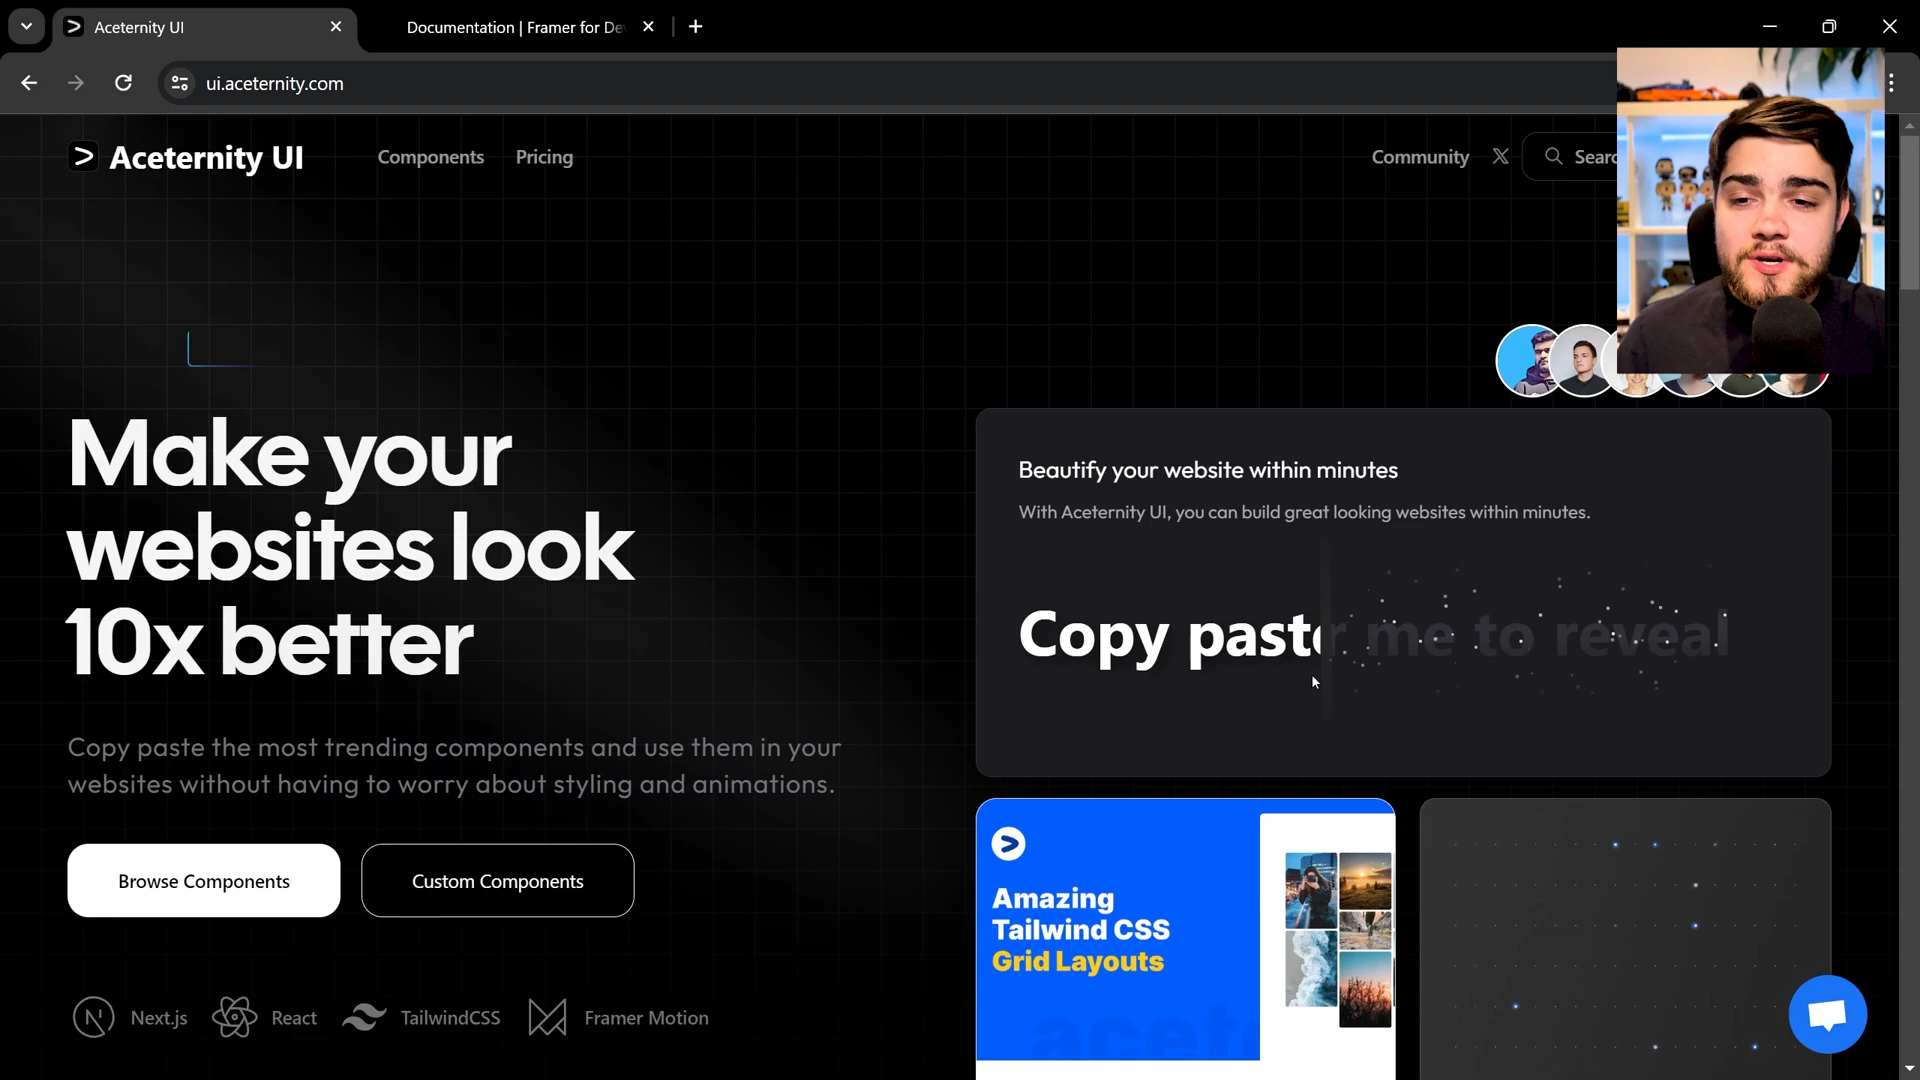 Aceternity UI
Documentation | Framer for De
ui.aceternity.com
Aceternity UI
Components
Pricing
Community
Searc
Make your
websites look
10x better
Copy paste the most trending components and use them in your
websites without having to worry about styling and animations.
Browse Components
Custom Components
Next.js
React
TailwindCSS
Framer Motion
Beautify your website within minutes
With Aceternity UI, you can build great looking websites within minutes.
Copy paster me to reveal
Amazing
Tailwind CSS
Grid Layouts
acete